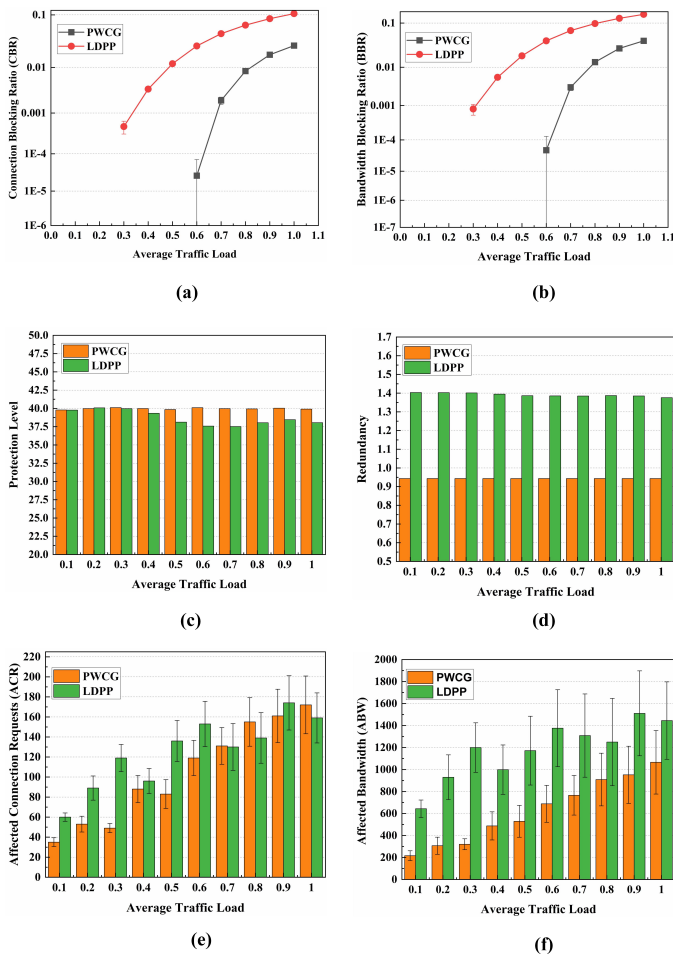 Connection Blocking Ratio (CBR)
0.1
0.01
0.001
1E-4
1E-5
1E-6
PWCG
LDPP
0.0 0.1 0.2 0.3 0.4 0.5 0.6 0.7 0.8 0.9 1.0 1.1
Average Traffic Load
(a)
Bandwidth Blocking Ratio (BBR)
0.1
0.01
0.001
1E-4
1E-5
1E-6
1E-7
PWCG
LDPP
0.0 0.1 0.2 0.3 0.4 0.5 0.6 0.7 0.8 0.9 1.0 1.1
Average Traffic Load
(b)
Protection Level
50.0
47.5
45.0
42.5
40.0
37.5
35.0
32.5
30.0
27.5
25.0
22.5
20.0
PWCG
LDPP
0.1 0.2 0.3 0.4 0.5 0.6 0.7 0.8 0.9 1
Average Traffic Load
(c)
Redundancy
1.7
1.6
1.5
1.4
1.3
1.2
1.1
1.0
0.9
0.8
0.7
0.6
0.5
PWCG
LDPP
0.1 0.2 0.3 0.4 0.5 0.6 0.7 0.8 0.9 1
Average Traffic Load
(d)
Affected Connection Requests (ACR)
220
200
180
160
140
120
100
80
60
40
20
0
PWCG
LDPP
0.1 0.2 0.3 0.4 0.5 0.6 0.7 0.8 0.9 1
Average Traffic Load
(e)
Affected Bandwidth (ABW)
2000
1800
1600
1400
1200
1000
800
600
400
200
0
PWCG
LDPP
0.1 0.2 0.3 0.4 0.5 0.6 0.7 0.8 0.9 1
Average Traffic Load
(f)